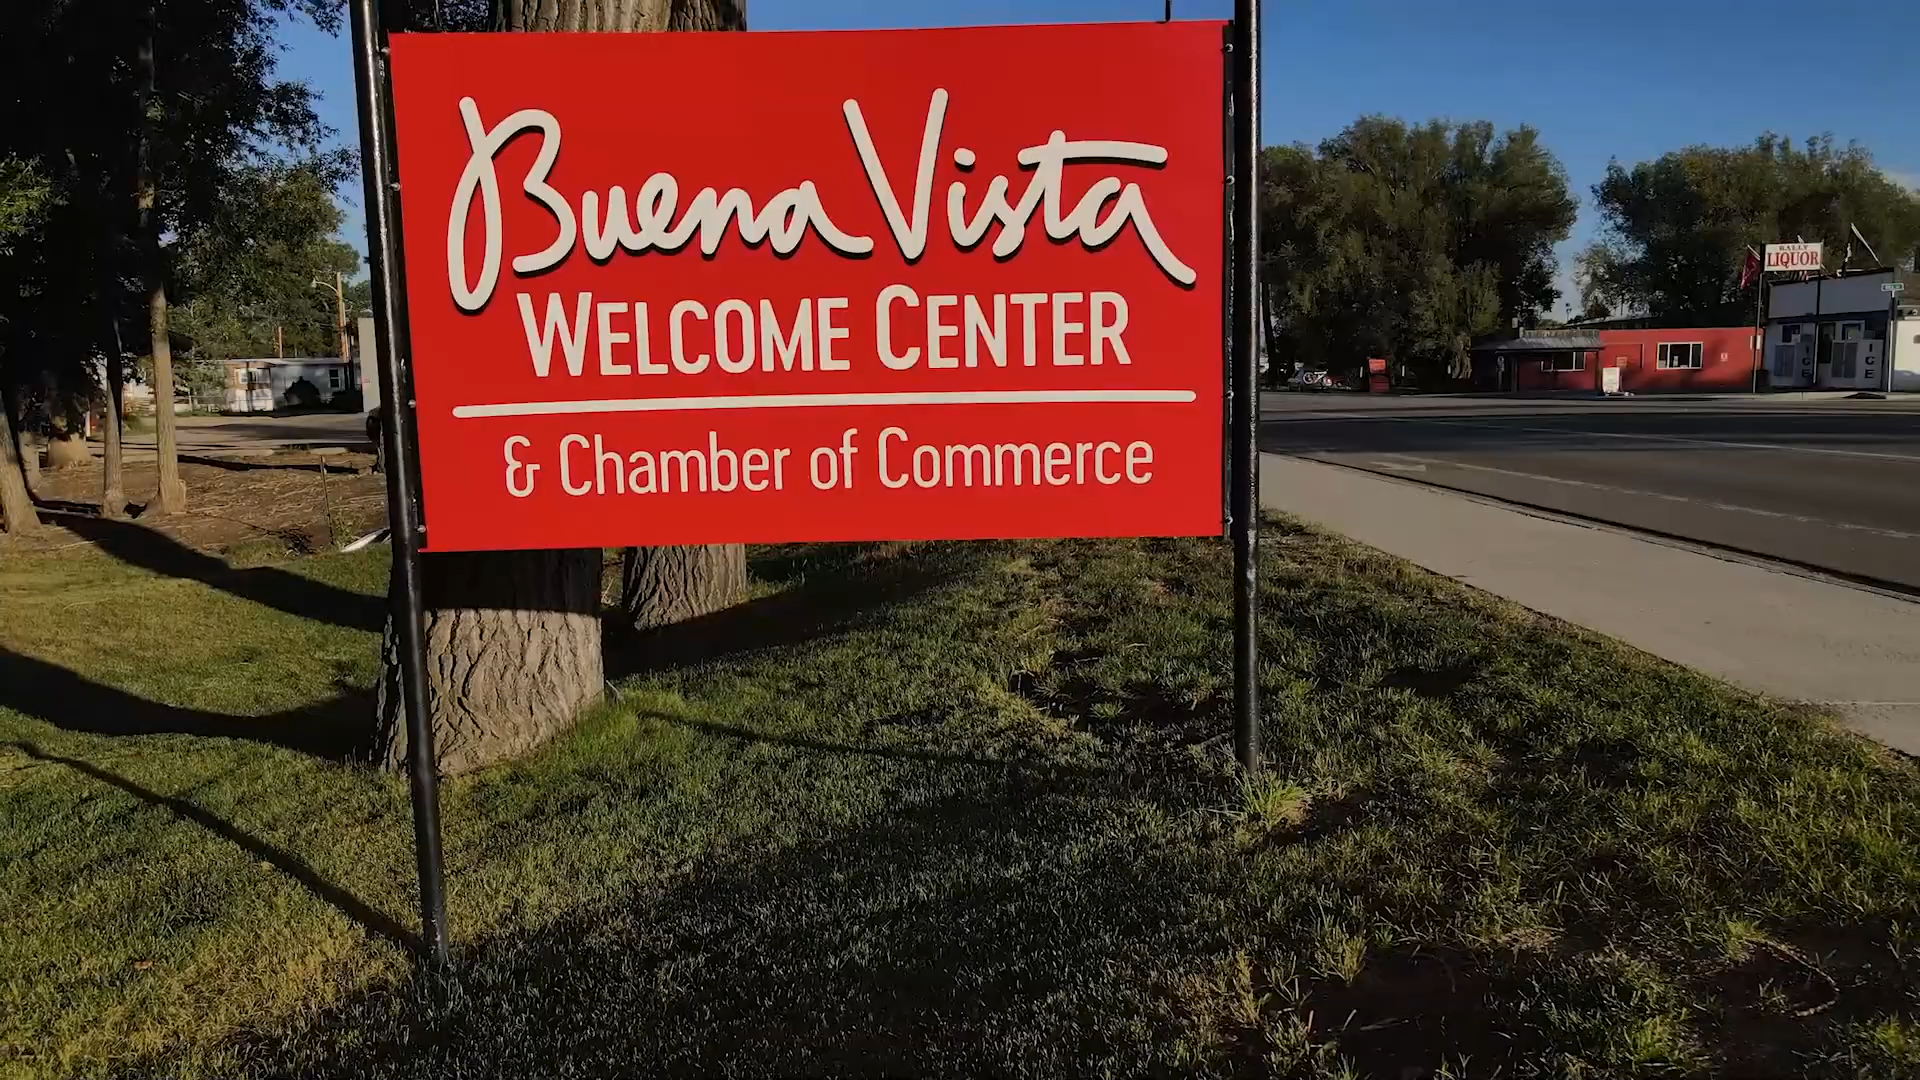 Buena Vista
WELCOME CENTER
& Chamber of Commerce
LIQUOR
ICE
ICE